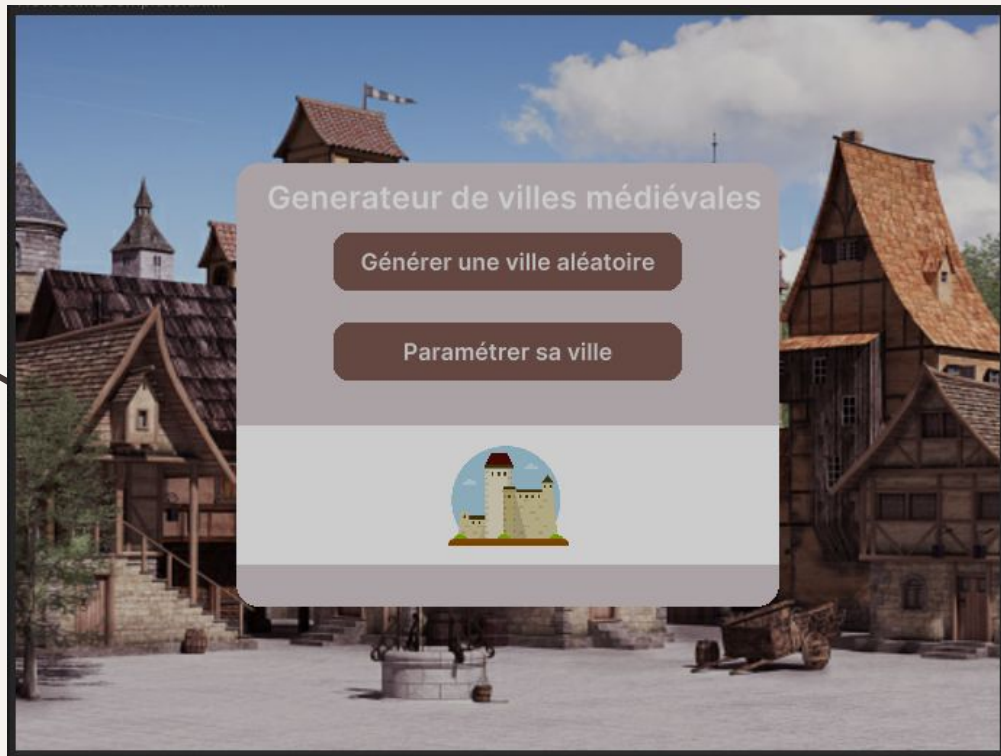 Generateur de villes médiévales
Générer une ville aléatoire
Paramétrer sa ville